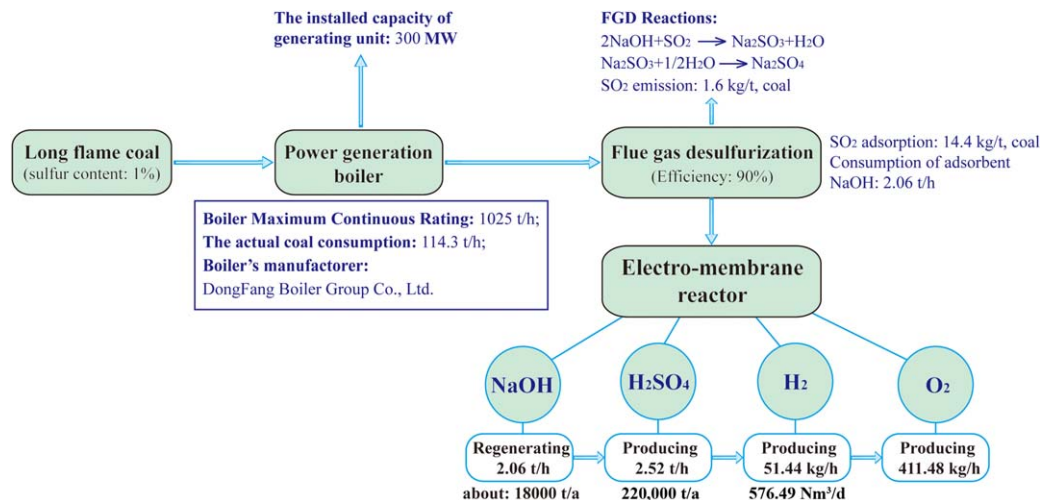 The installed capacity of
generating unit: 300 MW
FGD Reactions:
2NaOH+SO₂ → Na₂SO₃+H₂O
Na₂SO₃+1/2H₂O → Na₂SO₄
SO₂ emission: 1.6 kg/t, coal
Long flame coal
(sulfur content: 1%)
Power generation
boiler
Flue gas desulfurization
(Efficiency: 90%)
SO₂ adsorption: 14.4 kg/t, coal
Consumption of adsorbent
NaOH: 2.06 t/h
Boiler Maximum Continuous Rating: 1025 t/h;
The actual coal consumption: 114.3 t/h;
Boiler's manufacturer:
DongFang Boiler Group Co., Ltd.
Electro-membrane
reactor
NaOH
H₂SO₄
H₂
O₂
Regenerating
2.06 t/h
Producing
2.52 t/h
Producing
51.44 kg/h
Producing
411.48 kg/h
about: 18000 t/a
220,000 t/a
576.49 Nm³/d